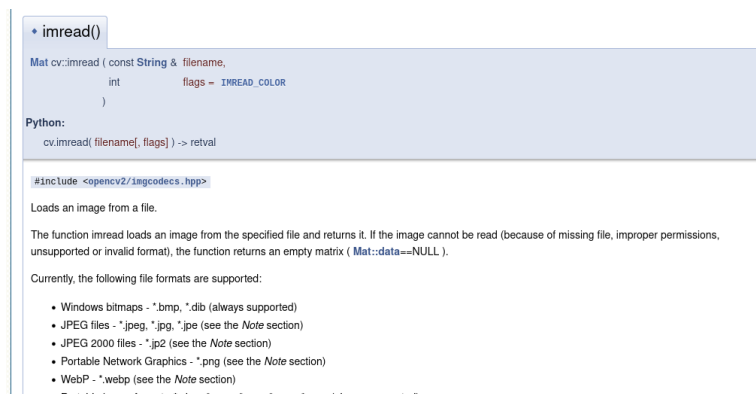 ◆ imread()
Mat cv::imread ( const String & filename,
int flags = IMREAD_COLOR
)
Python:
cv.imread( filename[, flags] ) -> retval
#include <opencv2/imgcodecs.hpp>
Loads an image from a file.
The function imread loads an image from the specified file and returns it. If the image cannot be read (because of missing file, improper permissions,
unsupported or invalid format), the function returns an empty matrix ( Mat::data==NULL ).
Currently, the following file formats are supported:
• Windows bitmaps - *.bmp, *.dib (always supported)
• JPEG files - *.jpeg, *.jpg, *.jpe (see the Note section)
• JPEG 2000 files - *.jp2 (see the Note section)
• Portable Network Graphics - *.png (see the Note section)
• WebP - *.webp (see the Note section)